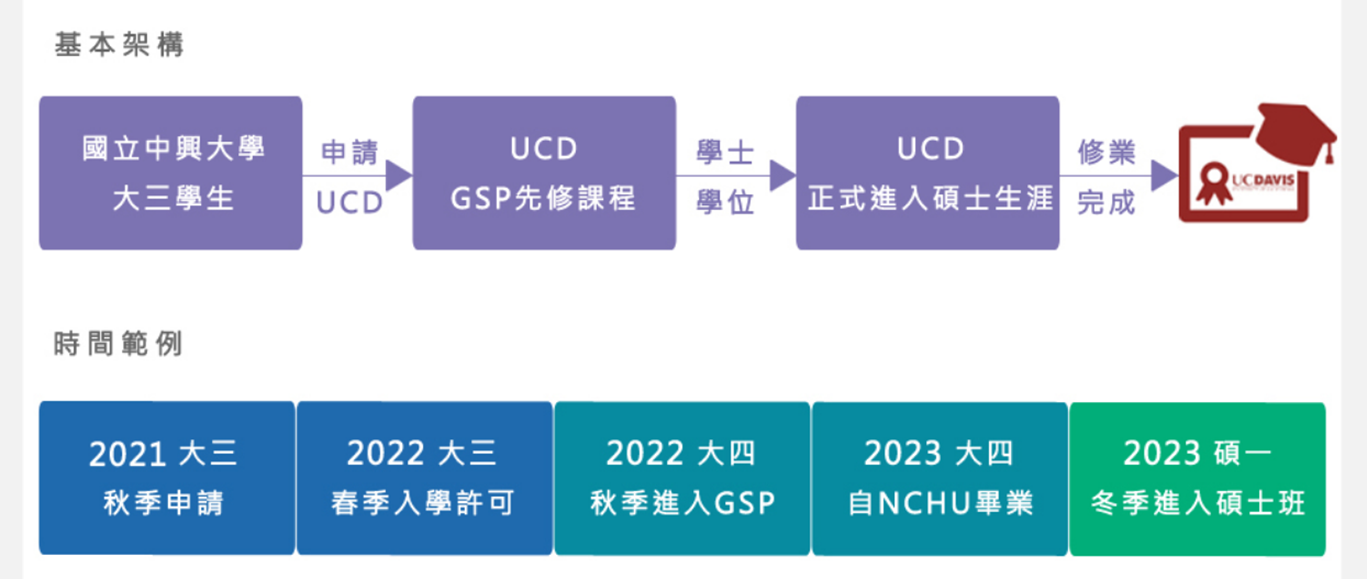 基本架構
國立中興大學
大三學生
申請
UCD
UCD
GSP先修課程
學士
學位
UCD
正式進入碩士生涯
修業
完成
UCDAVIS
時間範例
2021 大三
秋季申請
2022 大三
春季入學許可
2022 大四
秋季進入GSP
2023 大四
自NCHU畢業
2023 碩一
冬季進入碩士班